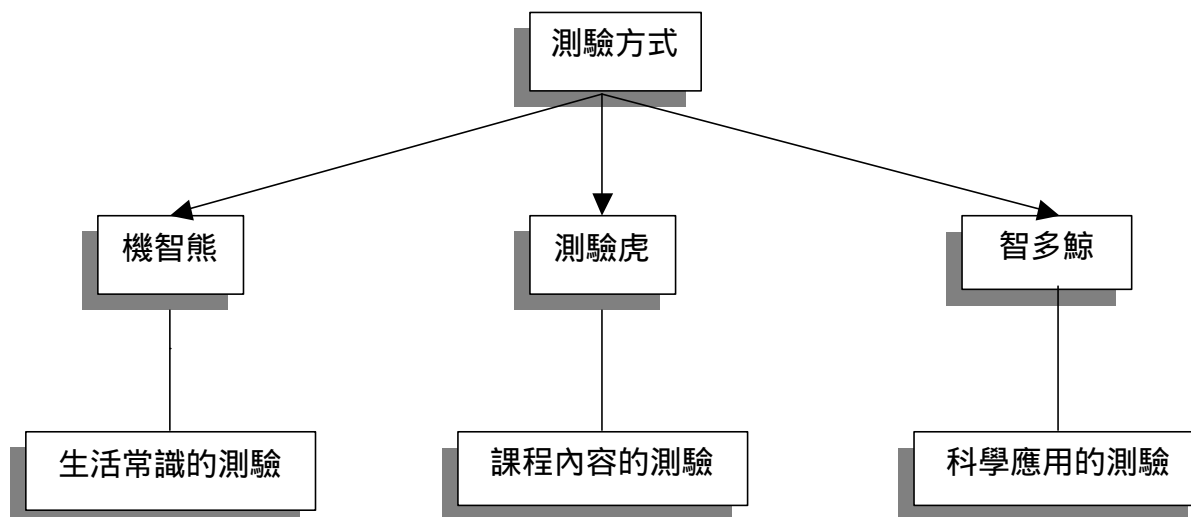 測驗方式
機智熊
測驗虎
智多鯨
生活常識的測驗
課程內容的測驗
科學應用的測驗